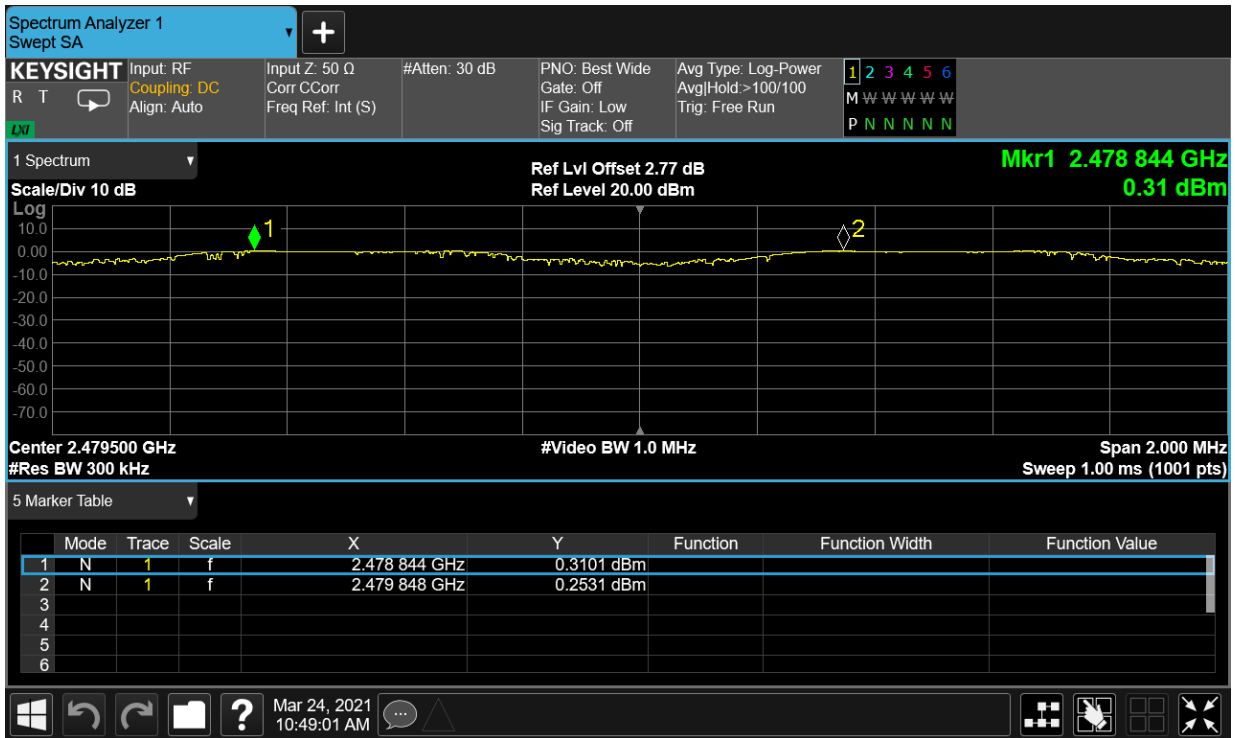 Spectrum Analyzer 1
Swept SA
KEYSIGHT
R T
LXI
Input: RF
Coupling: DC
Align: Auto
Input Z: 50 Ω
Corr CCorr
Freq Ref: Int (S)
#Atten: 30 dB
PNO: Best Wide
Gate: Off
IF Gain: Low
Sig Track: Off
Avg Type: Log-Power
Avg|Hold:>100/100
Trig: Free Run
1 2 3 4 5 6
M W W W W W
P N N N N N
1 Spectrum
Scale/Div 10 dB
Ref Lvl Offset 2.77 dB
Ref Level 20.00 dBm
Mkr1 2.478 844 GHz
0.31 dBm
Log
10.0
0.00
-10.0
-20.0
-30.0
-40.0
-50.0
-60.0
-70.0
1
2
Center 2.479500 GHz
#Video BW 1.0 MHz
Span 2.000 MHz
#Res BW 300 kHz
Sweep 1.00 ms (1001 pts)
5 Marker Table
Mode Trace Scale X Y Function Function Width Function Value
1 N 1 f 2.478 844 GHz 0.3101 dBm
2 N 1 f 2.479 848 GHz 0.2531 dBm
3
4
5
6
?
Mar 24, 2021
10:49:01 AM